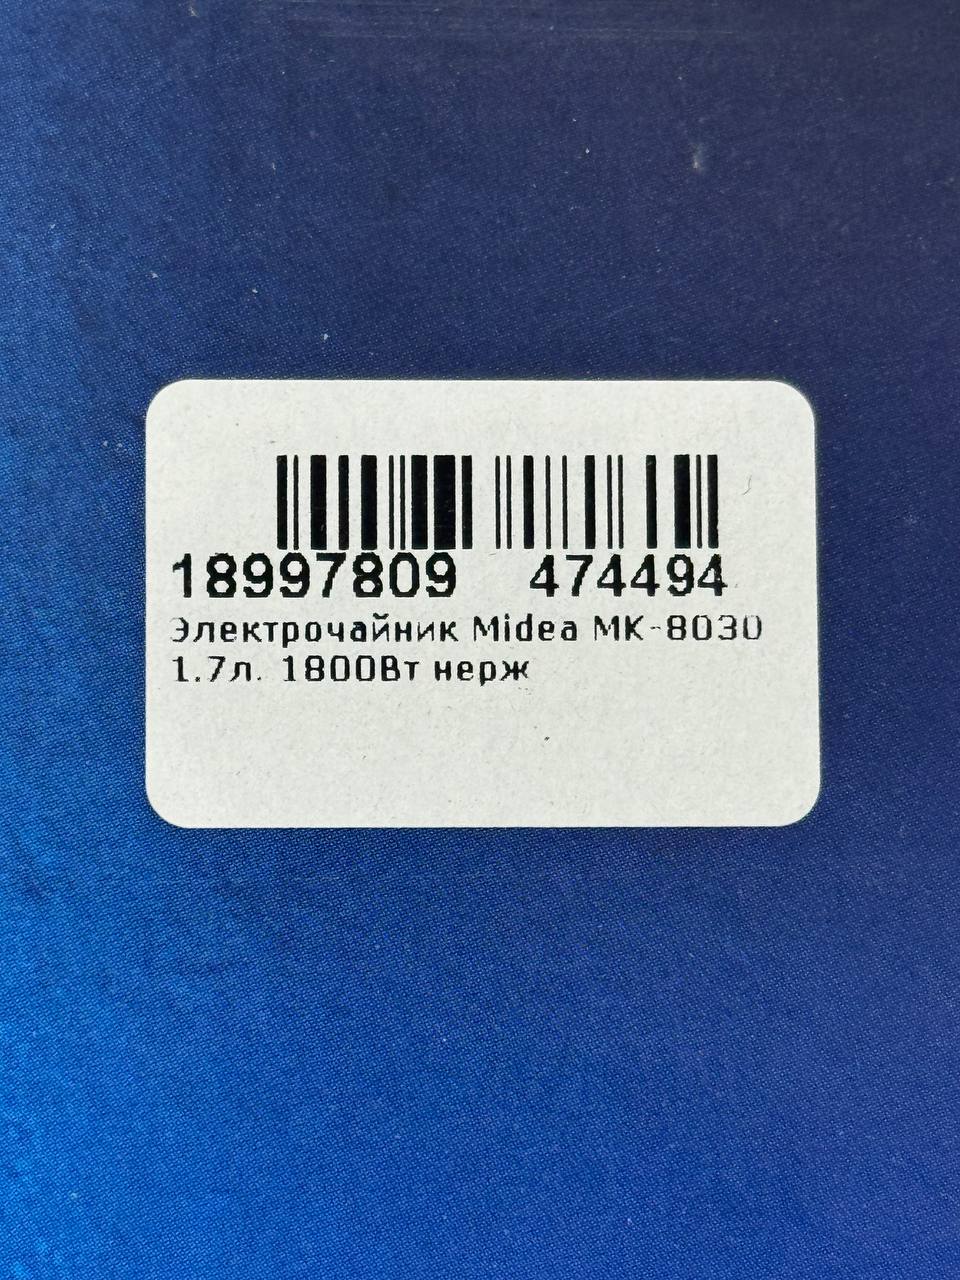 18997809 474494
Электрочайник Midea MK-8030
1.7л. 1800Вт нерж